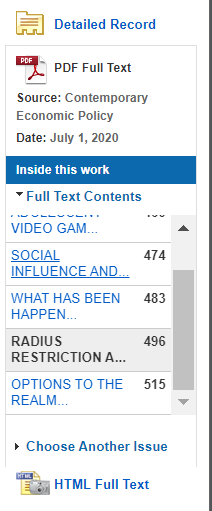 Detailed Record
PDF
PDF Full Text
Source: Contemporary
Economic Policy
Date: July 1, 2020
Inside this work
Full Text Contents
VIDEO GAM...
SOCIAL 474
INFLUENCE AND...
WHAT HAS BEEN 483
HAPPEN...
RADIUS 496
RESTRICTION A...
OPTIONS TO THE 515
REALM...
Choose Another Issue
HTML Full Text